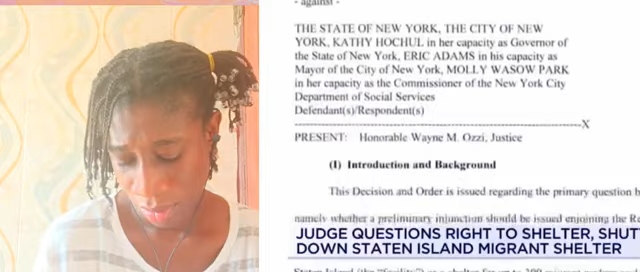 - against -
THE STATE OF NEW YORK, THE CITY OF NEW
YORK, KATHY HOCHUL in her capacity as Governor of
the State of New York, ERIC ADAMS in his capacity as
Mayor of the City of New York, MOLLY WASOW PARK
in her capacity as the Commissioner of the New York City
Department of Social Services
Defendant(s)/Respondent(s)
X
PRESENT: Honorable Wayne M. Ozzi, Justice
(I) Introduction and Background
This Decision and Order is issued regarding the primary question b
namely whether a preliminary injunction should be issued enjoining the Re
JUDGE QUESTIONS RIGHT TO SHELTER, SHUT
DOWN STATEN ISLAND MIGRANT SHELTER